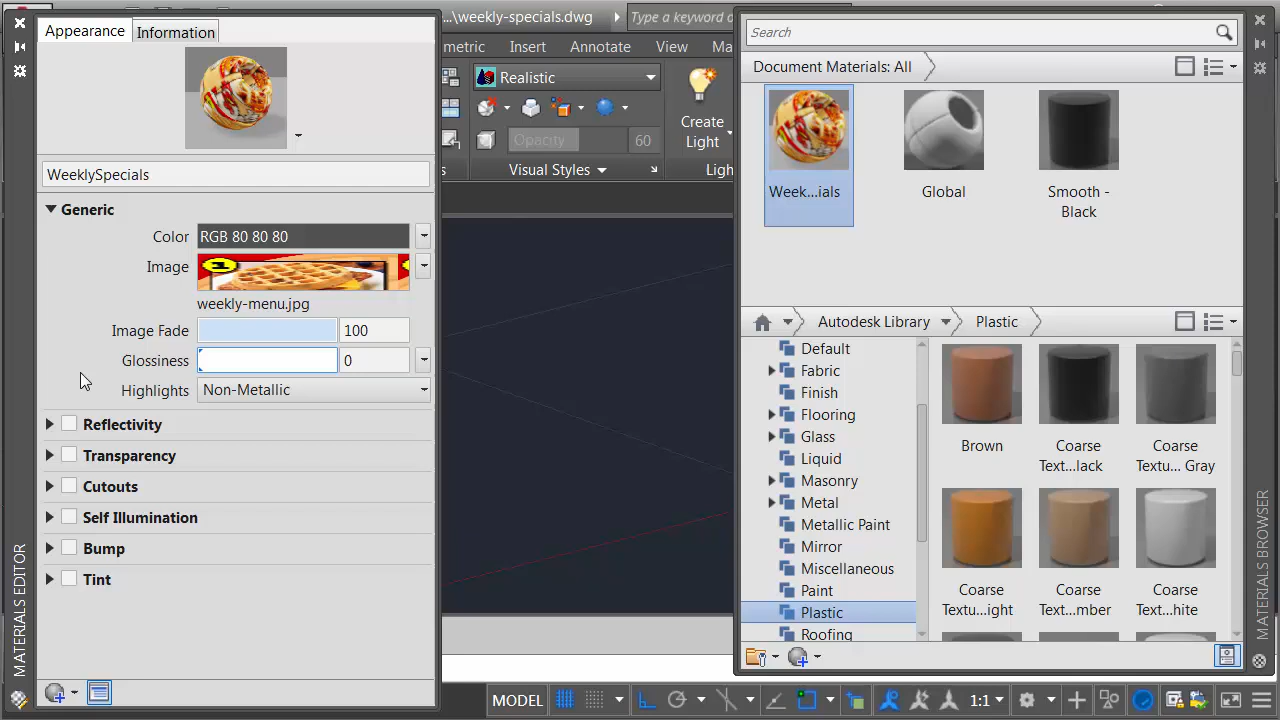 Appearance
Information
WeeklySpecials
Generic
Color RGB 80 80 80
Image
weekly-menu.jpg
Image Fade 100
Glossiness 0
Highlights Non-Metallic
Reflectivity
Transparency
Cutouts
Self Illumination
Bump
Tint
MATERIALS EDITOR
...\weekly-specials.dwg
Type a keyword o
metric Insert Annotate View Ma
Realistic
Opacity 60
Create
Light
s Visual Styles Ligh
MODEL
1:1
Search
Document Materials: All
Week...ials
Global
Smooth -
Black
Autodesk Library Plastic
Default
Fabric
Finish
Flooring
Glass
Liquid
Masonry
Metal
Metallic Paint
Mirror
Miscellaneous
Paint
Plastic
Roofing
Brown
Coarse
Text...lack
Coarse
Textu... Gray
Coarse
Textu...ight
Coarse
Text...mber
Coarse
Text...hite
MATERIALS BROWSER